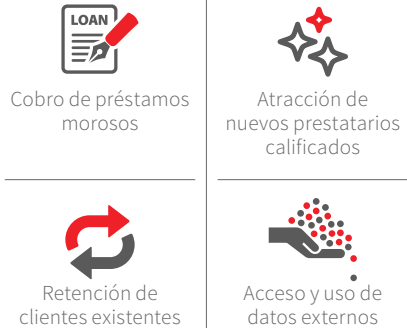 LOAN
Cobro de préstamos
morosos
Atracción de
nuevos prestatarios
calificados
Retención de
clientes existentes
Acceso y uso de
datos externos